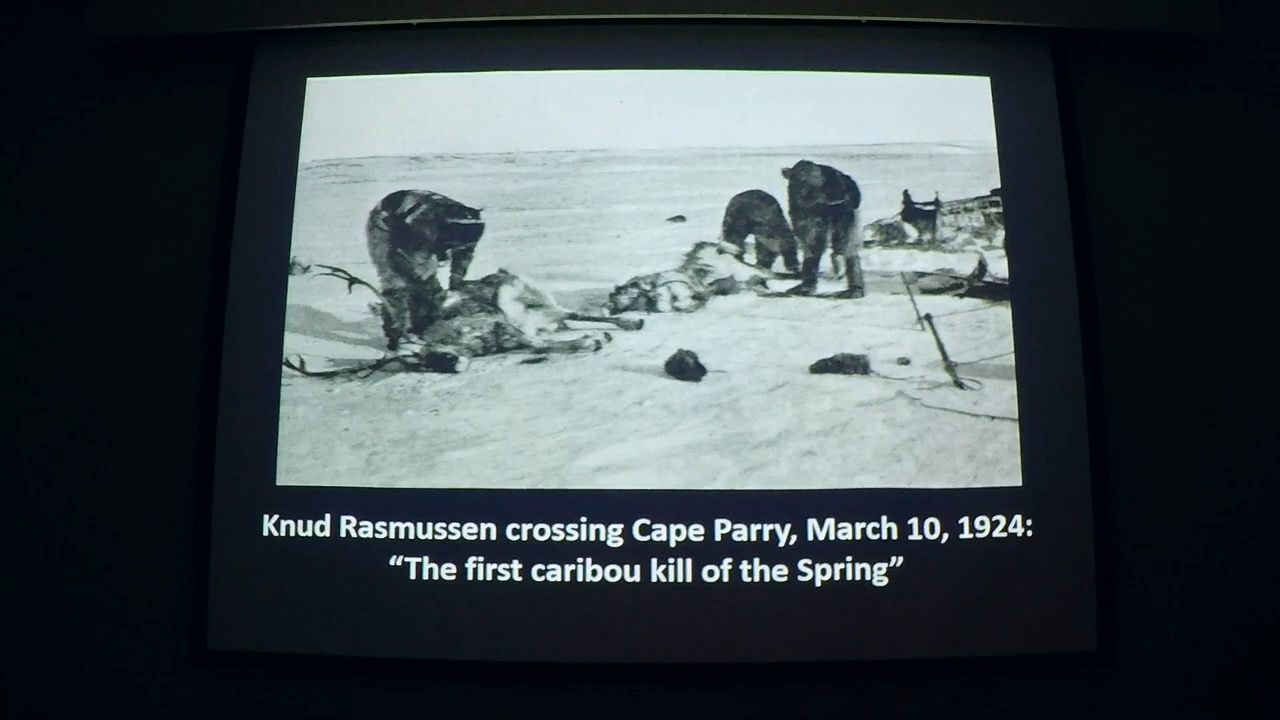 Knud Rasmussen crossing Cape Parry, March 10, 1924:
“The first caribou kill of the Spring”